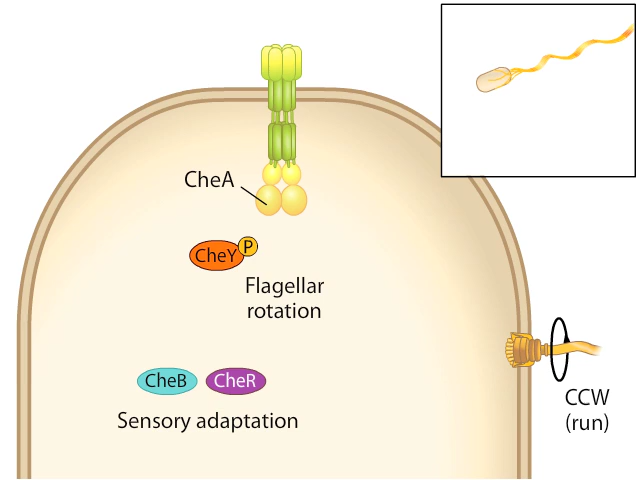 CheA
CheY
P
Flagellar
rotation
CheB
CheR
Sensory adaptation
CCW
(run)